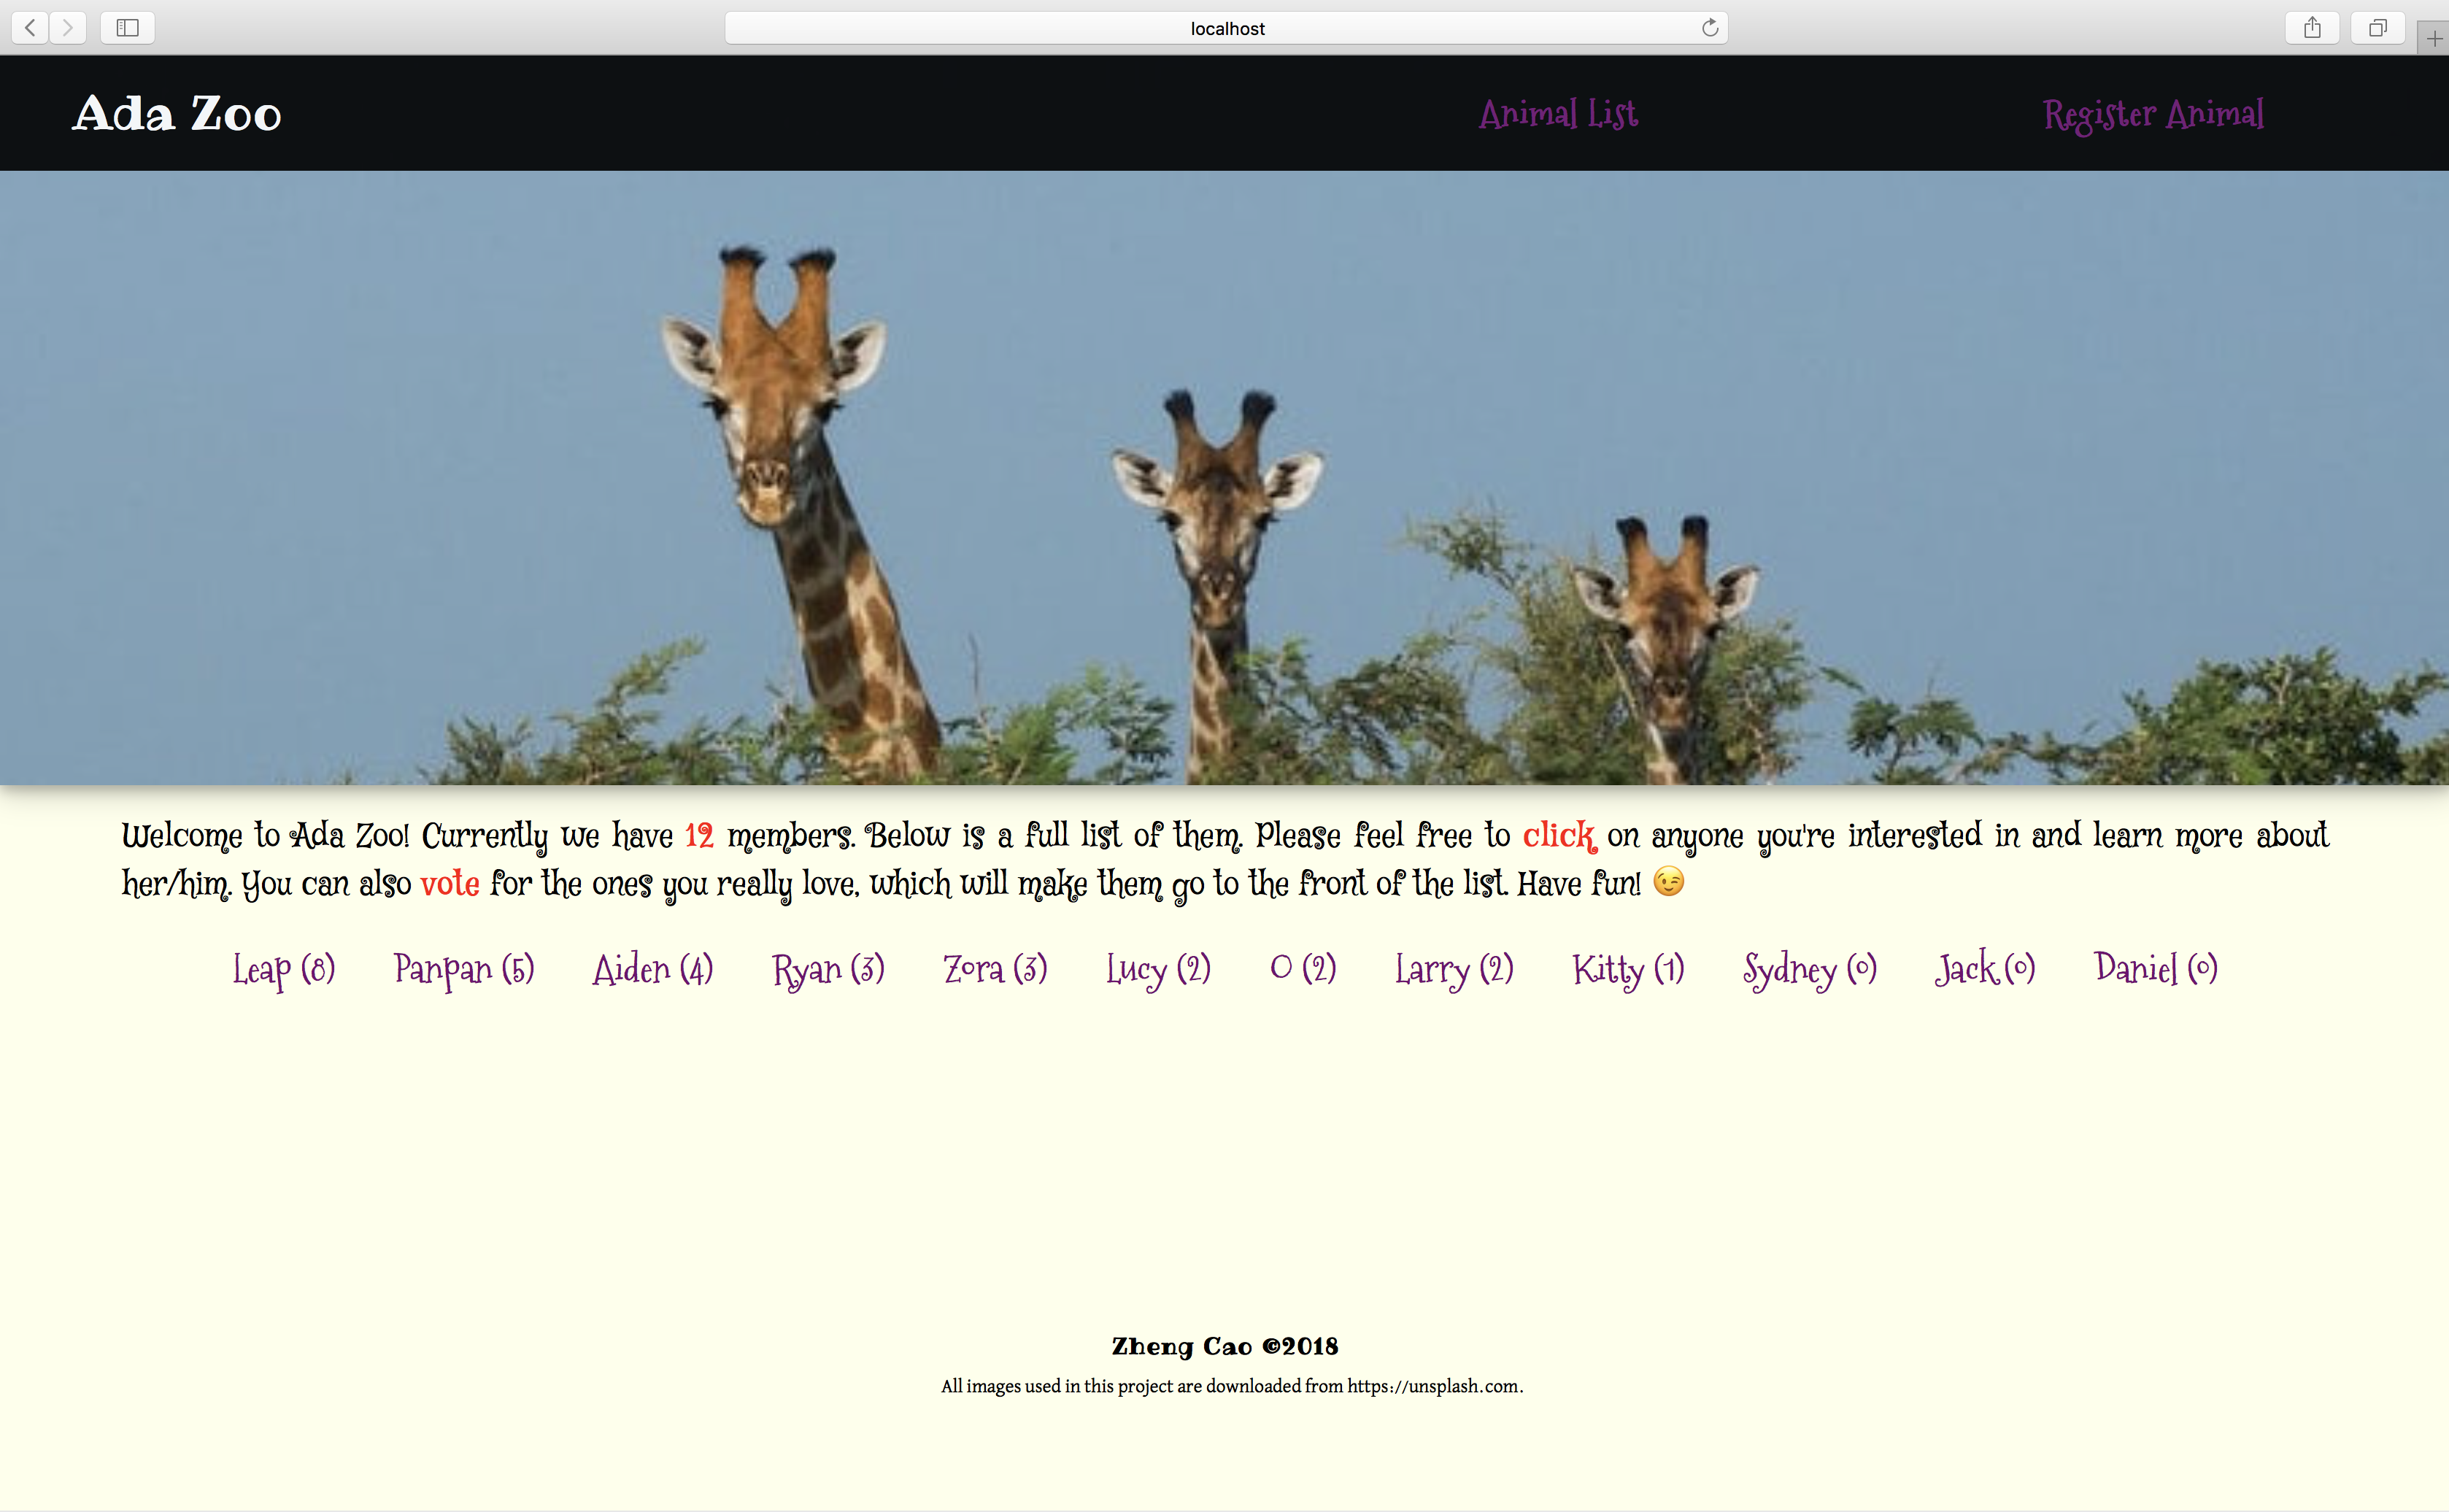 localhost
Ada Zoo Animal List Register Animal
Welcome to Ada Zoo! Currently we have 12 members. Below is a full list of them. Please feel free to click on anyone you're interested in and learn more about
her/him. You can also vote for the ones you really love, which will make them go to the front of the list. Have fun! 😉
Leap (8) Panpan (5) Aiden (4) Ryan (3) Zora (3) Lucy (2) O (2) Larry (2) Kitty (1) Sydney (0) Jack (0) Daniel (0)
Zheng Cao ©2018
All images used in this project are downloaded from https://unsplash.com.